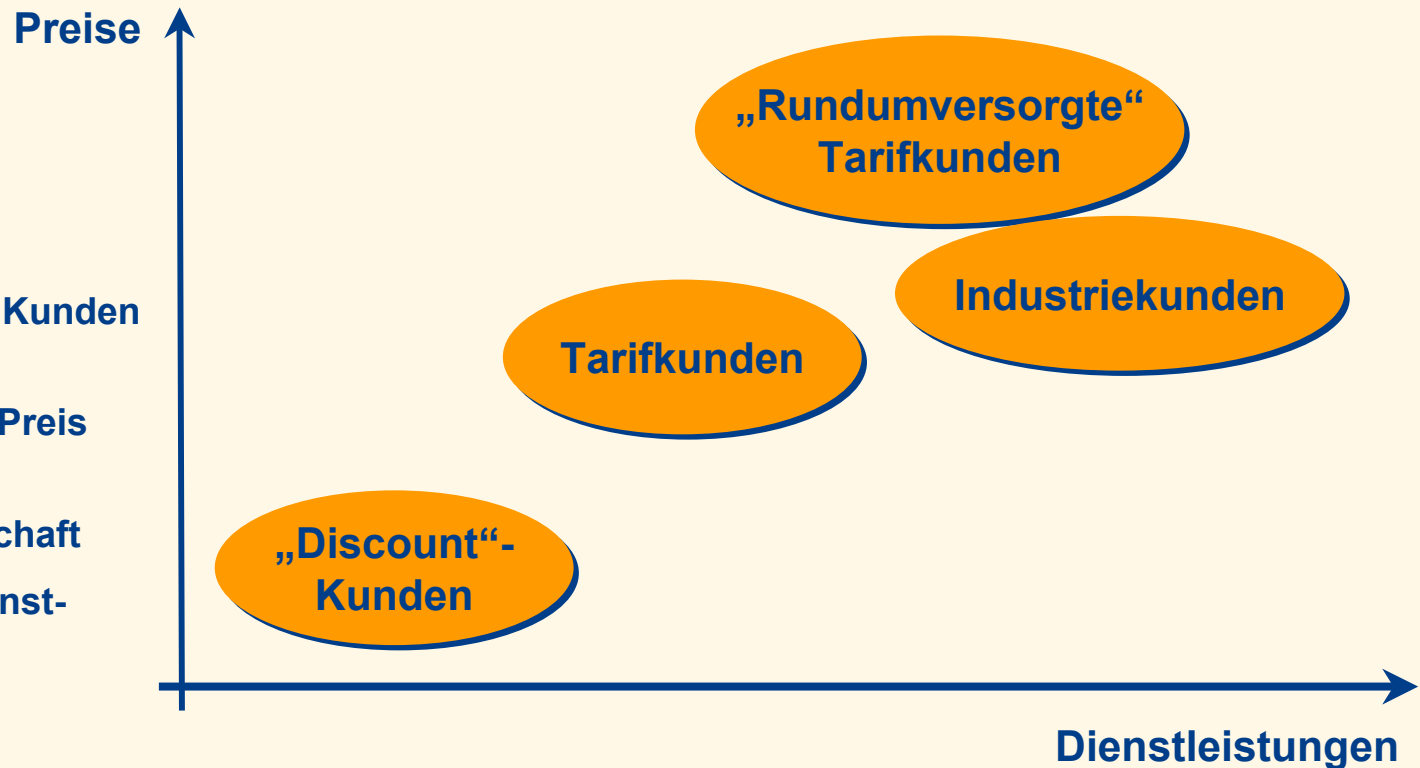 Preise
„Rundumversorgte“
Tarifkunden
Industriekunden
Kunden
Tarifkunden
Preis
chaft
„Discount“-
Kunden
nst-
Dienstleistungen